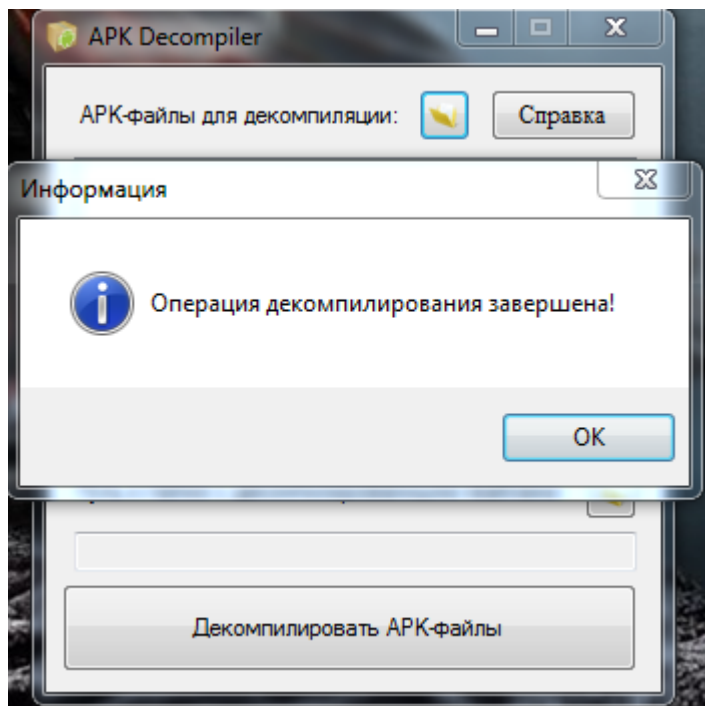 APK Decompiler
APK-файлы для декомпиляции:
Справка
Информация
Операция декомпилирования завершена!
OK
Декомпилировать APK-файлы